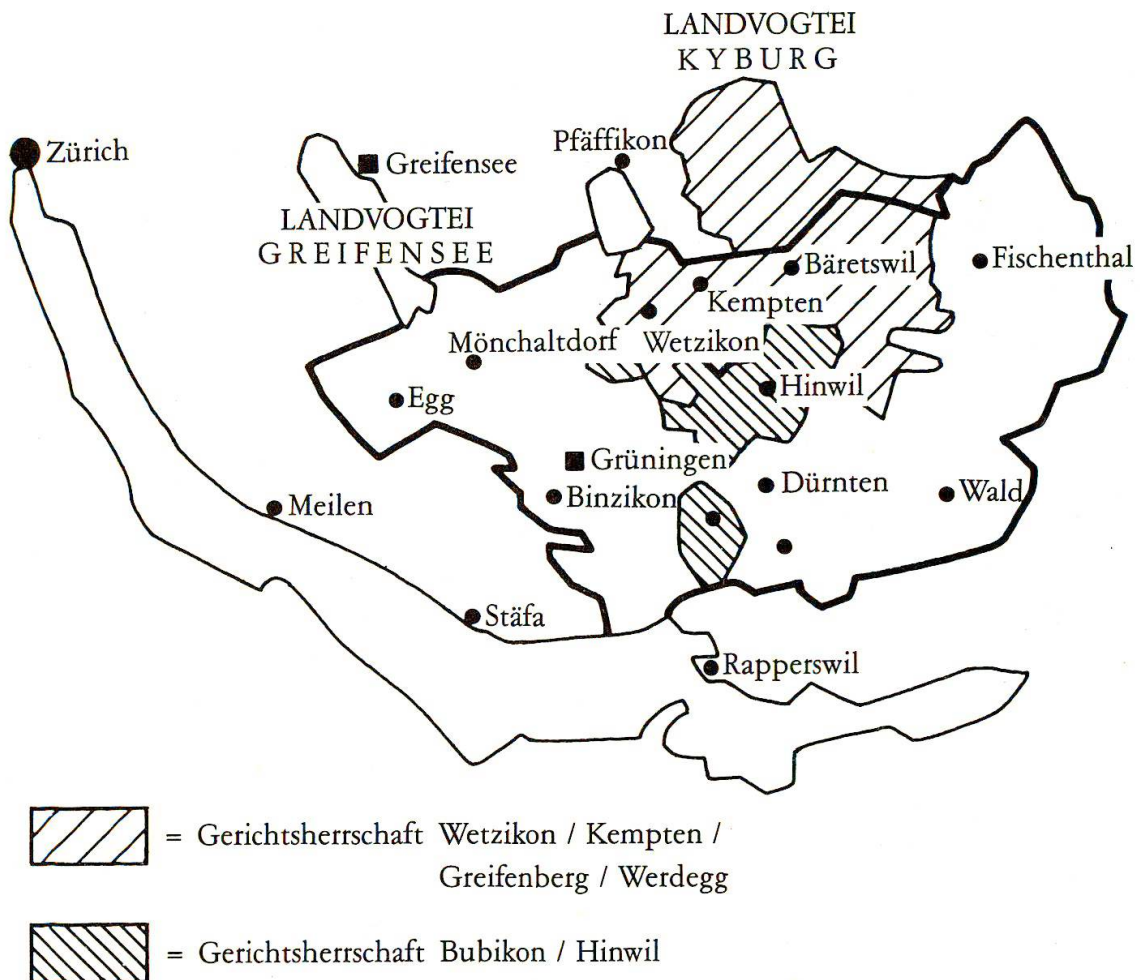 LANDVOGTEI
KYBURG
Zürich
Pfäffikon
Greifensee
LANDVOGTEI
GREIFENSEE
Bäretswil
Fischenthal
Kempten
Mönchaltdorf
Wetzikon
Hinwil
Egg
Grüningen
Dürnten
Binzikon
Wald
Meilen
Stäfa
Rapperswil
= Gerichtsherrschaft Wetzikon / Kempten /
Greifenberg / Werdegg
= Gerichtsherrschaft Bubikon / Hinwil